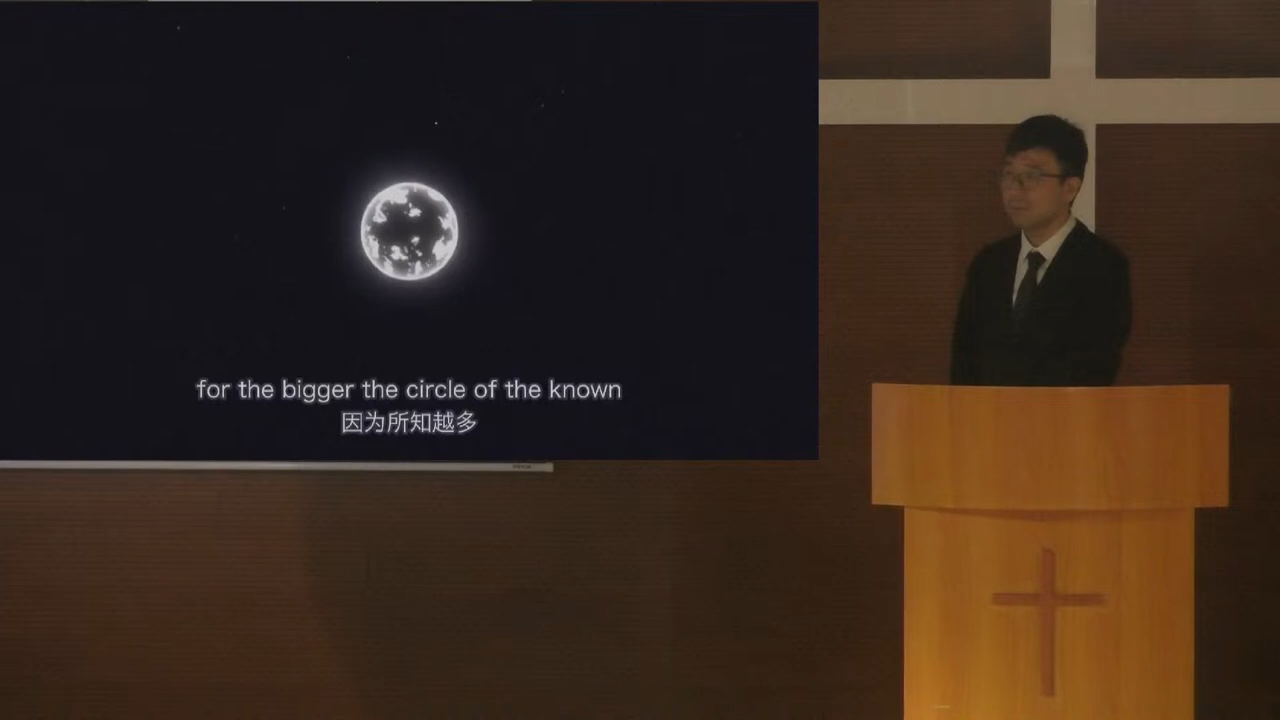 for the bigger the circle of the known
因为所知越多